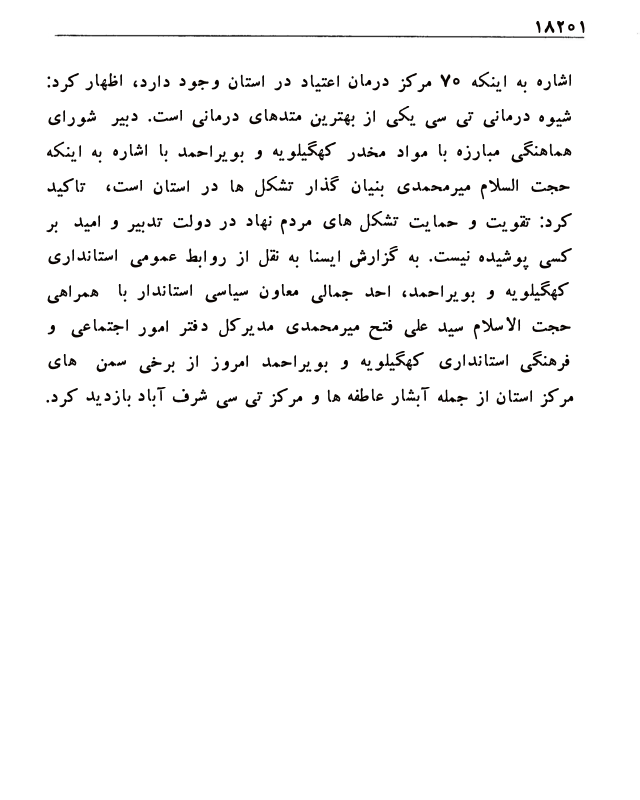 ۱۸۲۰۱
اشاره به اینکه ۷۰ مرکز درمان اعتیاد در استان وجود دارد، اظهار کرد:
شیوه درمانی تی سی یکی از بهترین متدهای درمانی است. دبیر شورای
هماهنگی مبارزه با مواد مخدر کهگیلویه و بویراحمد با اشاره به اینکه
حجت السلام میرمحمدی بنیان گذار تشکل ها در استان است، تاکید
کرد: تقویت و حمایت تشکل های مردم نهاد در دولت تدبیر و امید بر
کسی پوشیده نیست. به گزارش ایسنا به نقل از روابط عمومی استانداری
کهگیلویه و بویراحمد، احد جمالی معاون سیاسی استاندار با همراهی
حجت الاسلام سید علی فتح میرمحمدی مدیرکل دفتر امور اجتماعی و
فرهنگی استانداری کهگیلویه و بویراحمد امروز از برخی سمن های
مرکز استان از جمله آبشار عاطفه ها و مرکز تی سی شرف آباد بازدید کرد.